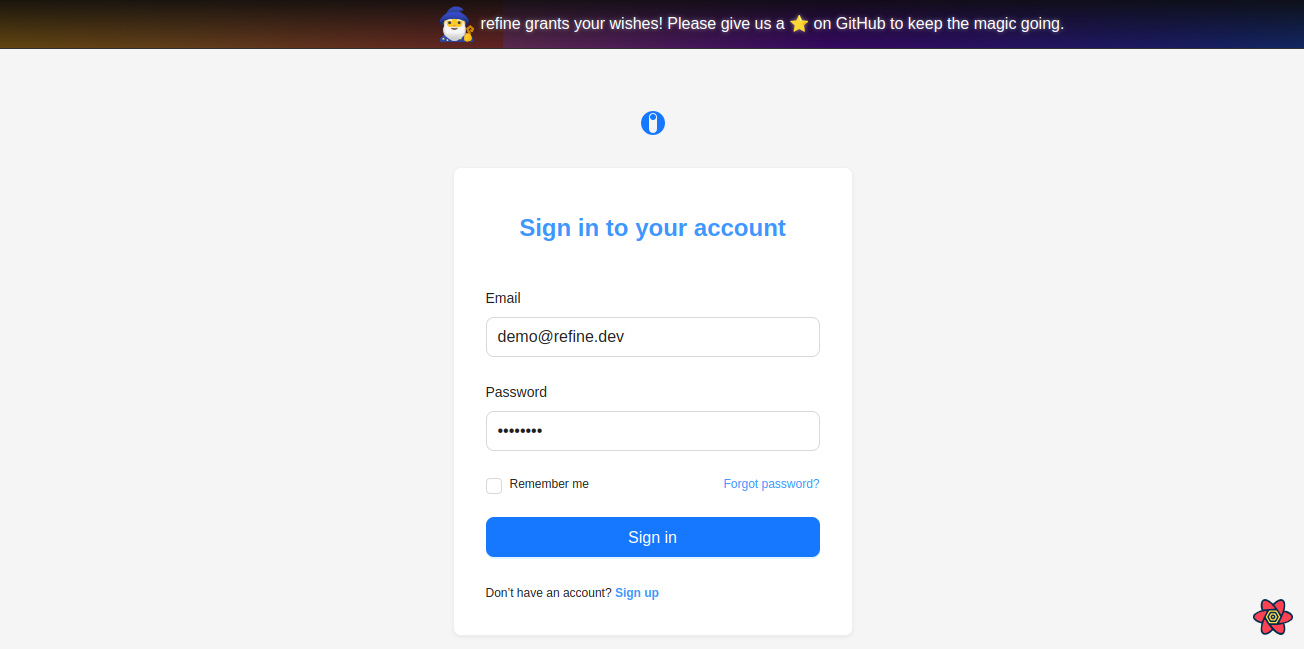 refine grants your wishes! Please give us a ⭐ on GitHub to keep the magic going.
Sign in to your account
Email
demo@refine.dev
Password
••••••••
Remember me
Forgot password?
Sign in
Don’t have an account? Sign up